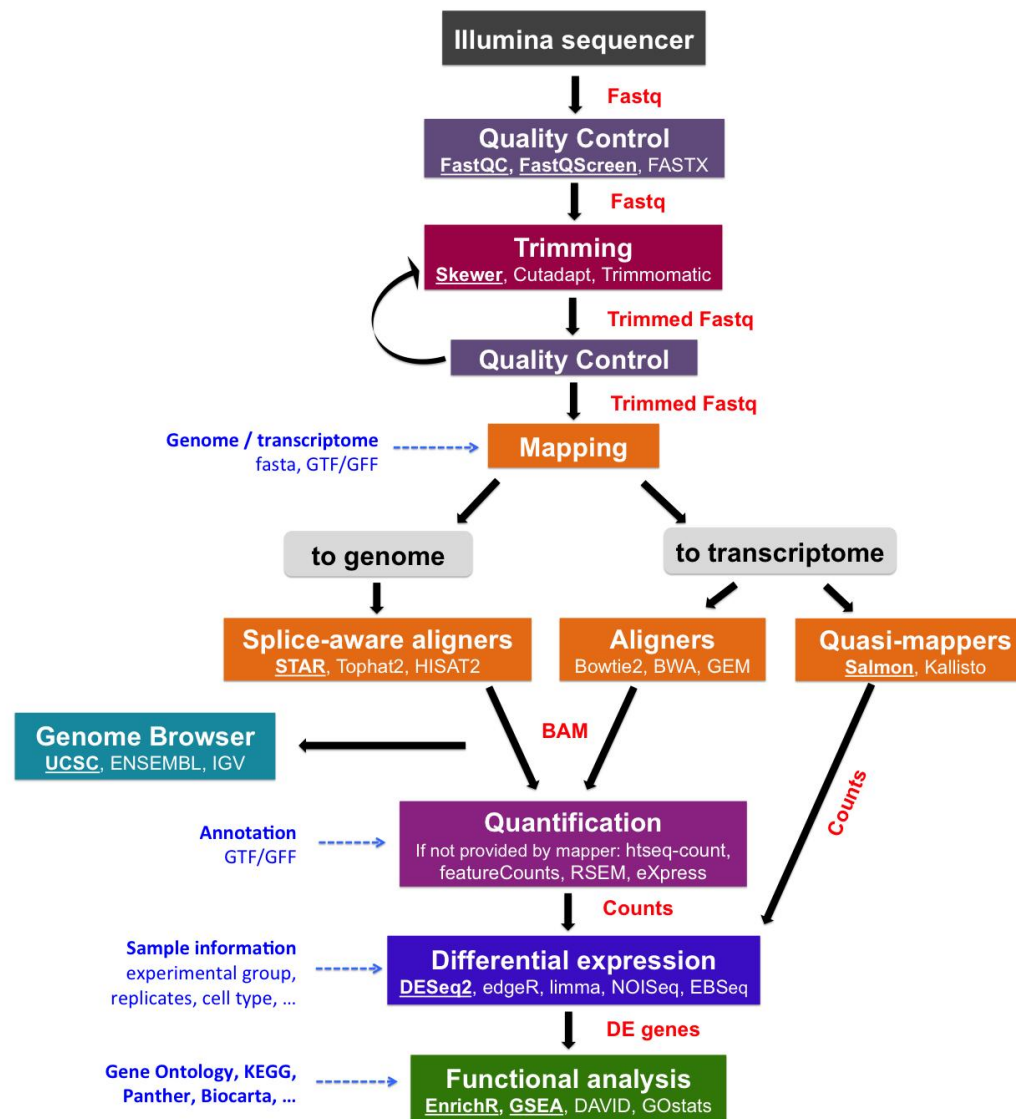 Illumina sequencer
Fastq
Quality Control
FastQC, FastQScreen, FASTX
Fastq
Trimming
Skewer, Cutadapt, Trimmomatic
Trimmed Fastq
Quality Control
Trimmed Fastq
Genome / transcriptome
fasta, GTF/GFF
Mapping
to genome
to transcriptome
Splice-aware aligners
STAR, Tophat2, HISAT2
Aligners
Bowtie2, BWA, GEM
Quasi-mappers
Salmon, Kallisto
BAM
Genome Browser
UCSC, ENSEMBL, IGV
Counts
Annotation
GTF/GFF
Quantification
If not provided by mapper: htseq-count,
featureCounts, RSEM, eXpress
Counts
Sample information
experimental group,
replicates, cell type, ...
Differential expression
DESeq2, edgeR, limma, NOISeq, EBSeq
DE genes
Gene Ontology, KEGG,
Panther, Biocarta, ...
Functional analysis
EnrichR, GSEA, DAVID, GOstats